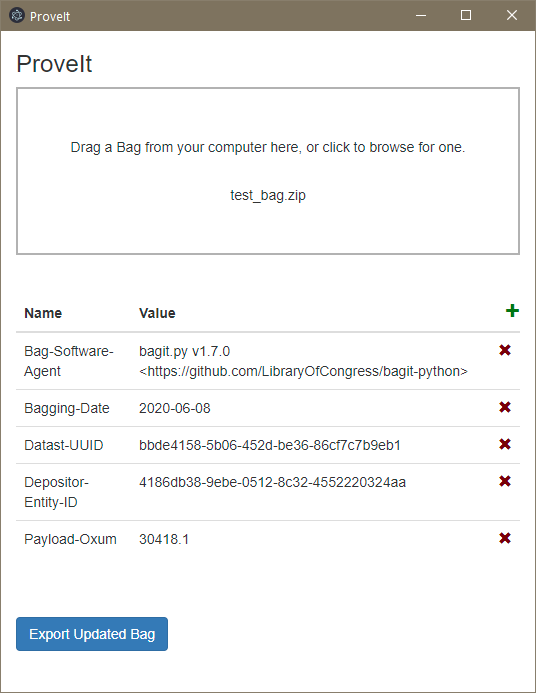 ProveIt
ProveIt
Drag a Bag from your computer here, or click to browse for one.
test_bag.zip
Name Value
Bag-Software-Agent bagit.py v1.7.0
<https://github.com/LibraryOfCongress/bagit-python>
Bagging-Date 2020-06-08
Datast-UUID bbde4158-5b06-452d-be36-86cf7c7b9eb1
Depositor-Entity-ID 4186db38-9ebe-0512-8c32-4552220324aa
Payload-Oxum 30418.1
Export Updated Bag